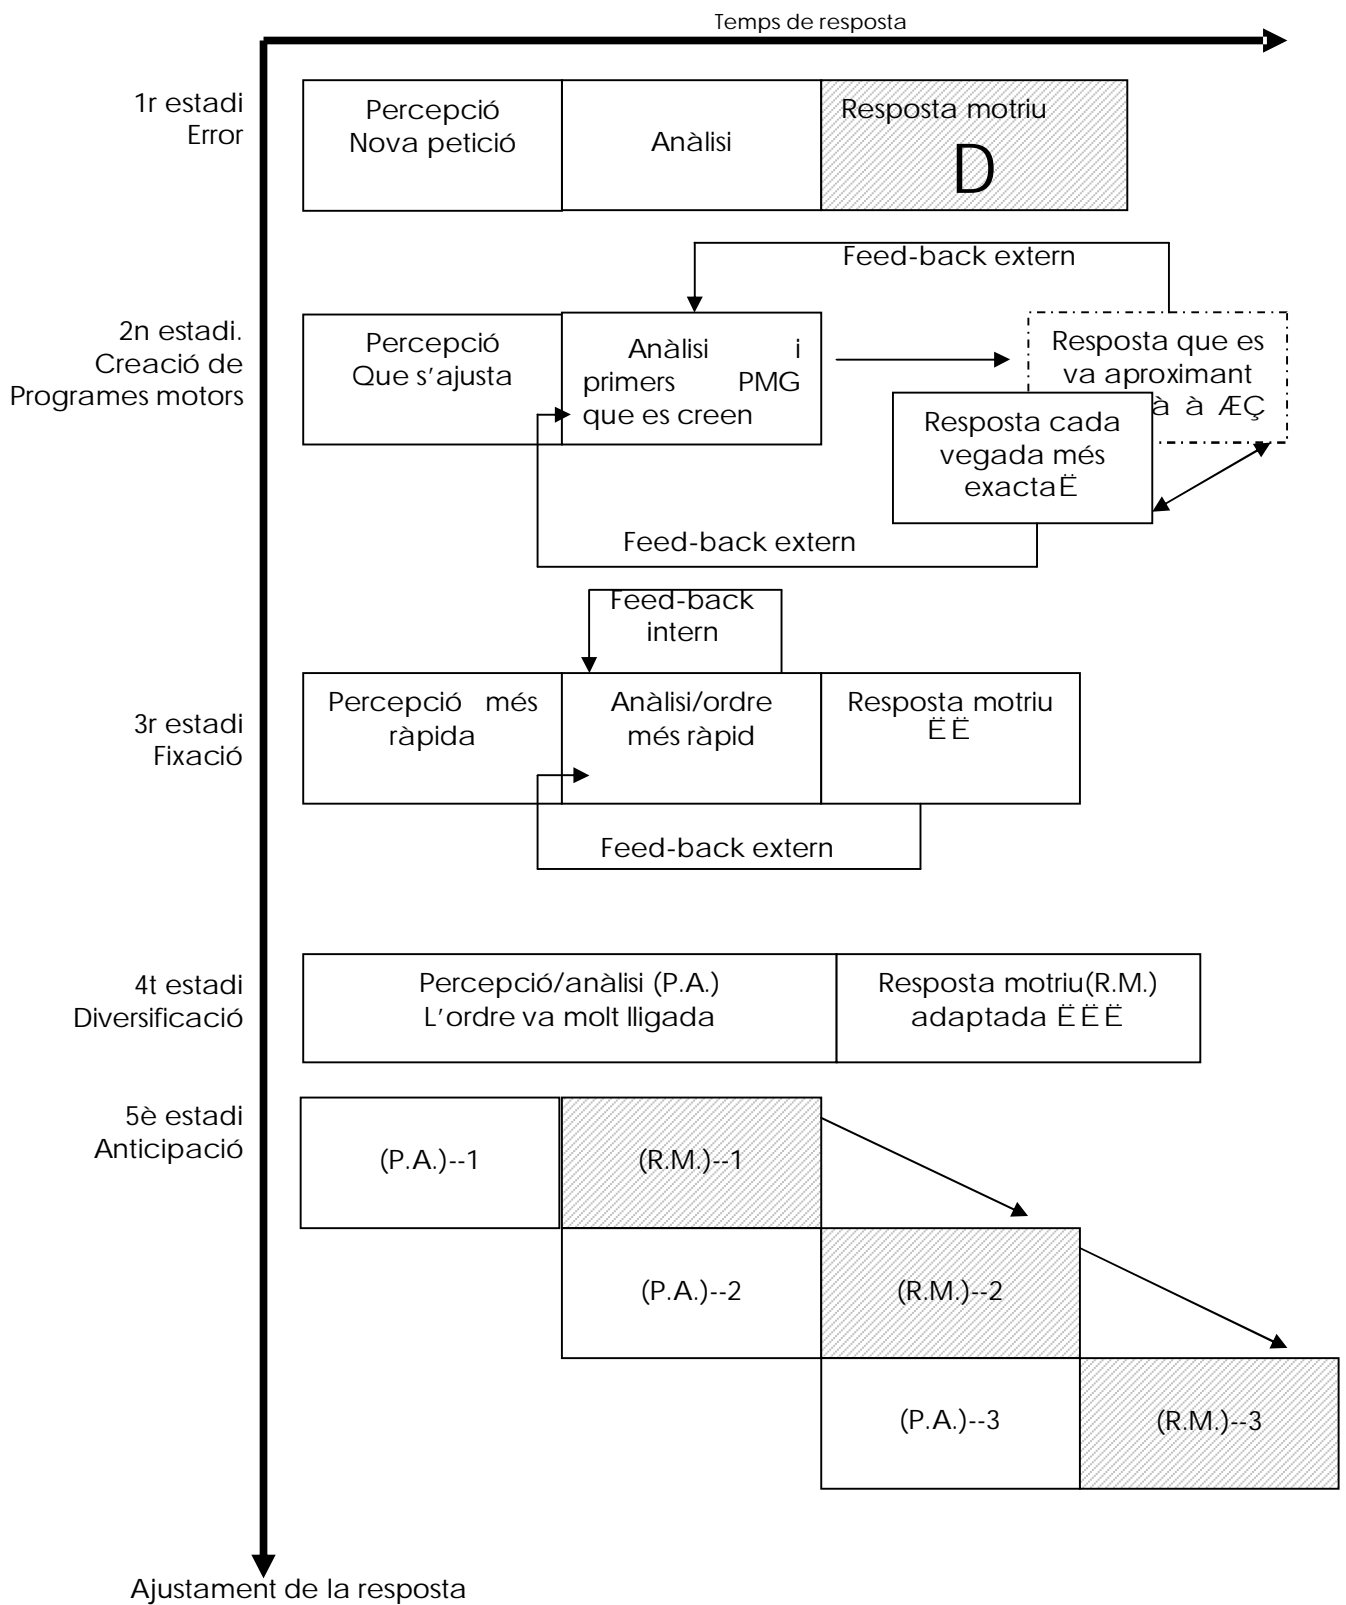 Temps de resposta
1r estadi
Error
Percepció
Nova petició
Anàlisi
Resposta motriu
D
Feed-back extern
2n estadi.
Creació de
Programes motors
Percepció
Que s'ajusta
Anàlisi i
primers PMG
que es creen
Resposta que es
va aproximant
à à ÆÇ
Resposta cada
vegada més
exactaË
Feed-back extern
Feed-back
intern
3r estadi
Fixació
Percepció més
ràpida
Anàlisi/ordre
més ràpid
Resposta motriu
ËË
Feed-back extern
4t estadi
Diversificació
Percepció/anàlisi (P.A.)
L'ordre va molt lligada
Resposta motriu(R.M.)
adaptada ËËË
5è estadi
Anticipació
(P.A.)--1
(R.M.)--1
(P.A.)--2
(R.M.)--2
(P.A.)--3
(R.M.)--3
Ajustament de la resposta